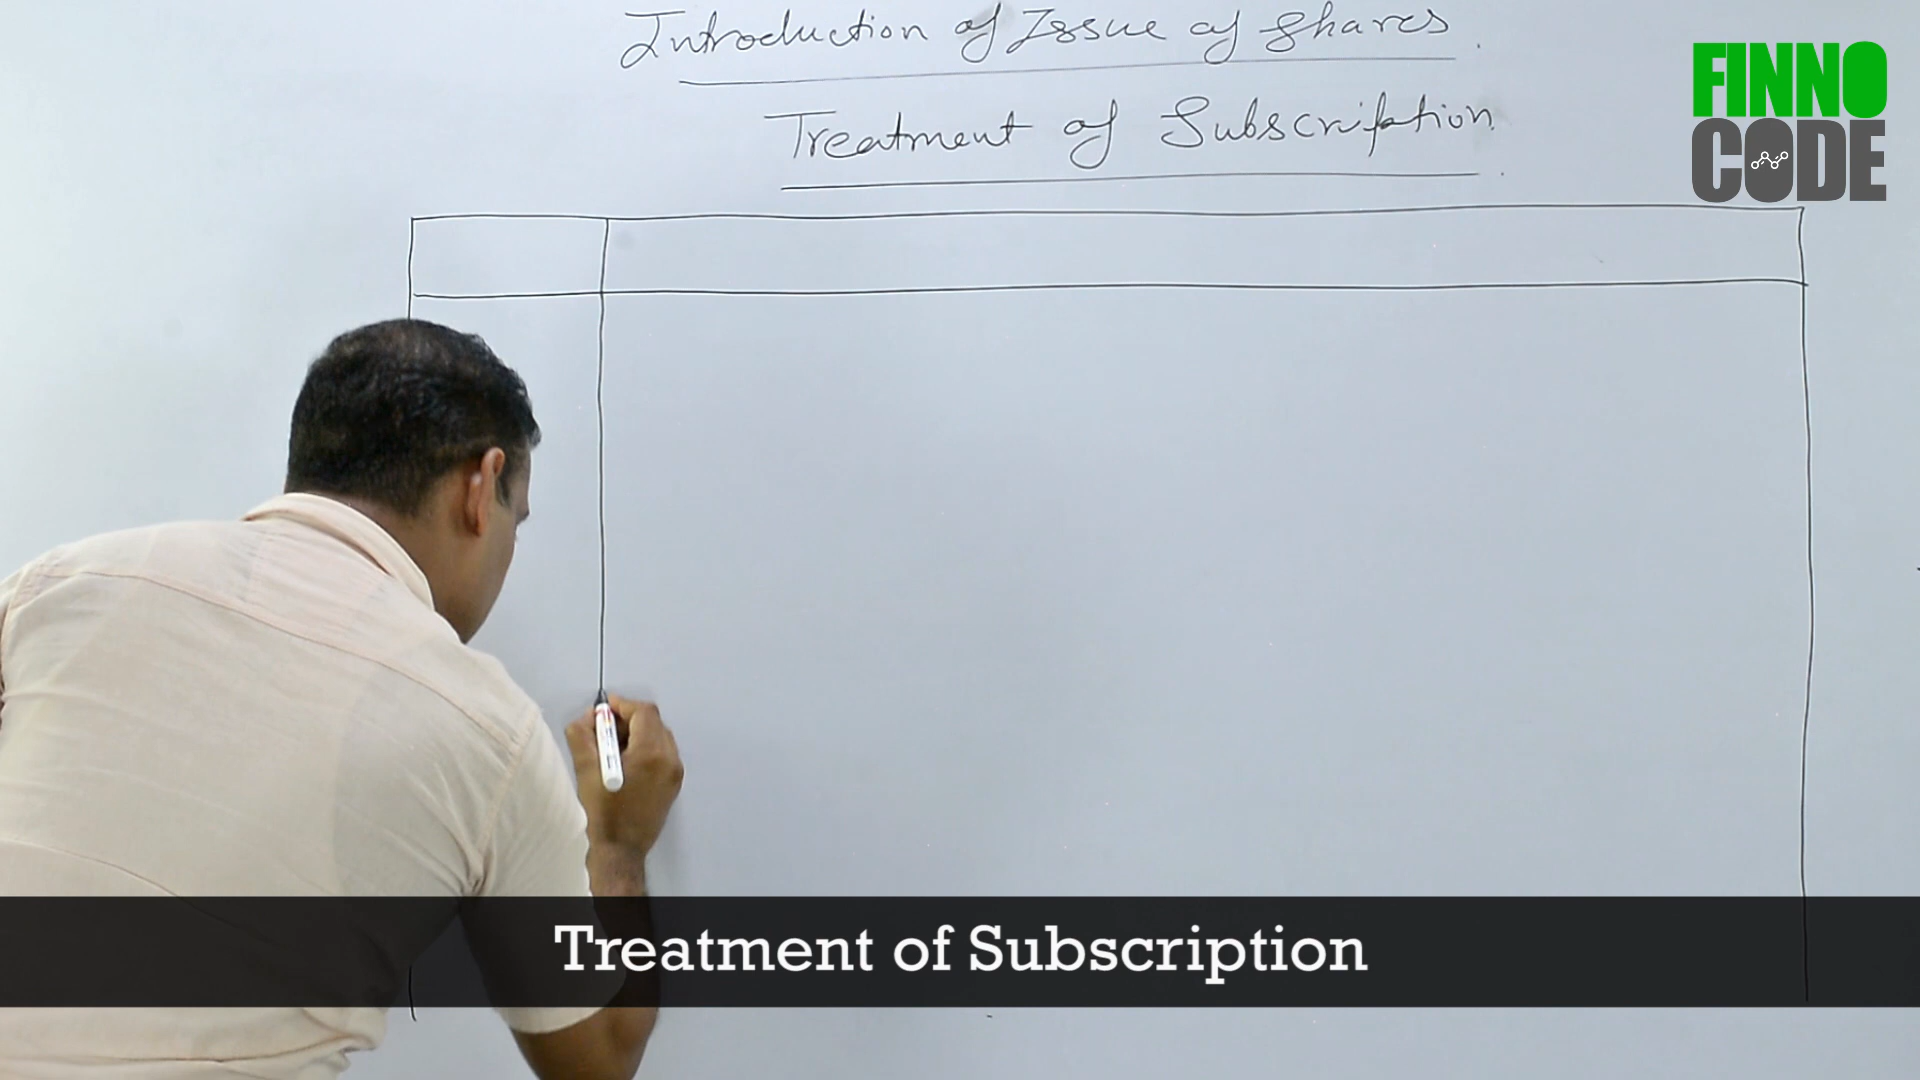 Introduction of Issue of Shares.
Treatment of Subscription.
FINNO
CODE
Treatment of Subscription